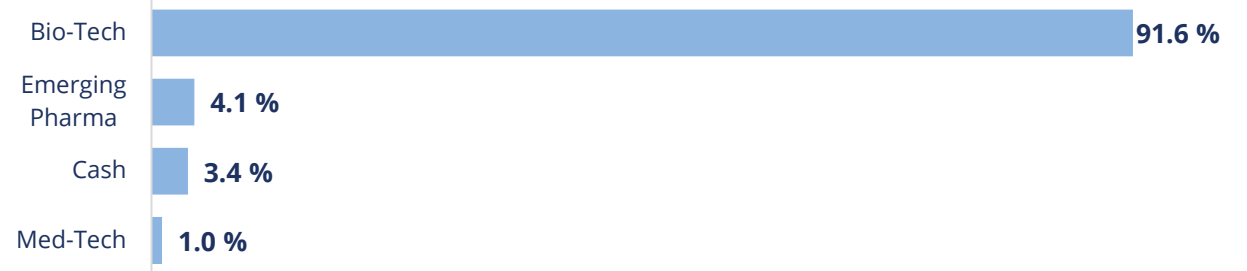 Bio-Tech 91.6 %
Emerging
Pharma 4.1 %
Cash 3.4 %
Med-Tech 1.0 %